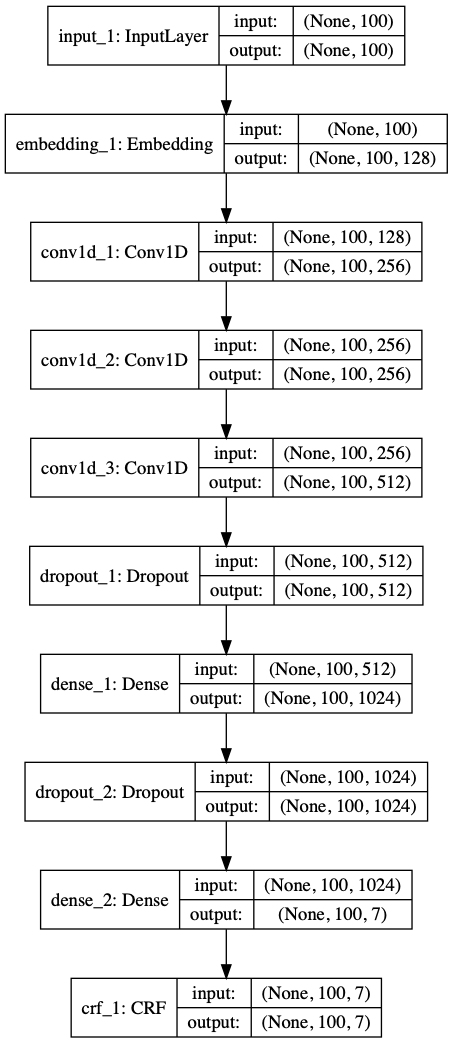 input_1: InputLayer
input: (None, 100)
output: (None, 100)
embedding_1: Embedding
input: (None, 100)
output: (None, 100, 128)
conv1d_1: Conv1D
input: (None, 100, 128)
output: (None, 100, 256)
conv1d_2: Conv1D
input: (None, 100, 256)
output: (None, 100, 256)
conv1d_3: Conv1D
input: (None, 100, 256)
output: (None, 100, 512)
dropout_1: Dropout
input: (None, 100, 512)
output: (None, 100, 512)
dense_1: Dense
input: (None, 100, 512)
output: (None, 100, 1024)
dropout_2: Dropout
input: (None, 100, 1024)
output: (None, 100, 1024)
dense_2: Dense
input: (None, 100, 1024)
output: (None, 100, 7)
crf_1: CRF
input: (None, 100, 7)
output: (None, 100, 7)